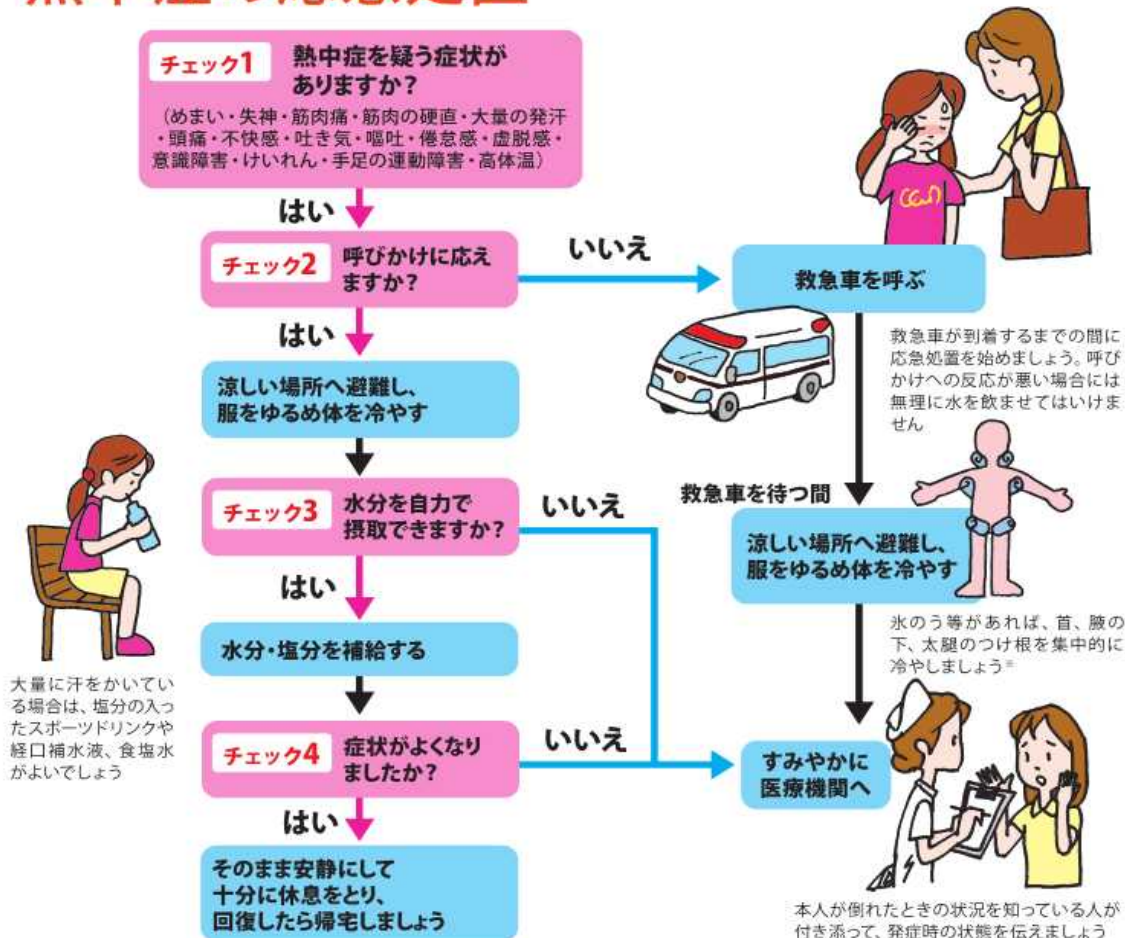 チェック1
熱中症を疑う症状が
ありますか？
（めまい・失神・筋肉痛・筋肉の硬直・大量の発汗
・頭痛・不快感・吐き気・嘔吐・倦怠感・虚脱感・
意識障害・けいれん・手足の運動障害・高体温）
はい
チェック2
呼びかけに応え
ますか？
いいえ
救急車を呼ぶ
救急車が到着するまでの間に
応急処置を始めましょう。呼び
かけへの反応が悪い場合には
無理に水を飲ませてはいけま
せん
はい
涼しい場所へ避難し、
服をゆるめ体を冷やす
チェック3
水分を自力で
摂取できますか？
いいえ
救急車を待つ間
涼しい場所へ避難し、
服をゆるめ体を冷やす
氷のう等があれば、首、腋の
下、太腿のつけ根を集中的に
冷やしましょう※
はい
水分・塩分を補給する
大量に汗をかいてい
る場合は、塩分の入っ
たスポーツドリンクや
経口補水液、食塩水
がよいでしょう
チェック4
症状がよくなり
ましたか？
いいえ
すみやかに
医療機関へ
はい
そのまま安静にして
十分に休息をとり、
回復したら帰宅しましょう
本人が倒れたときの状況を知っている人が
付き添って、発症時の状態を伝えましょう